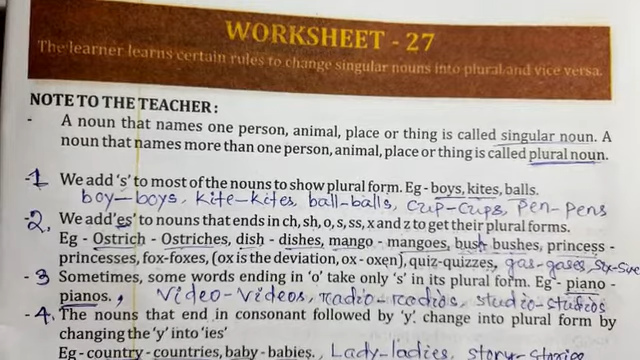 WORKSHEET - 27
The learner learns certain rules to change singular nouns into plural and vice versa.
NOTE TO THE TEACHER :
- A noun that names one person, animal, place or thing is called singular noun. A
noun that names more than one person, animal, place or thing is called plural noun.
-1 We add 's' to most of the nouns to show plural form. Eg - boys, kites, balls.
boy-boys, kite-kites, ball-balls, cup-cups, pen-pens
-2, We add 'es' to nouns that ends in ch, sh, o, s, ss, x and z to get their plural forms.
Eg - Ostrich - Ostriches, dish - dishes, mango - mangoes, bush bushes, princess -
princesses, fox-foxes, (ox is the deviation, ox - oxen), quiz-quizzes, gas-gases,
-3 Sometimes, some words ending in 'o' take only 's' in its plural form. Eg - piano -
pianos., Video-Videos, radio-radios, studio-studios
-4. The nouns that end in consonant followed by 'y' change into plural form by
changing the 'y' into 'ies'
Eg - country - countries, baby - babies, Lady-ladies, story-stories